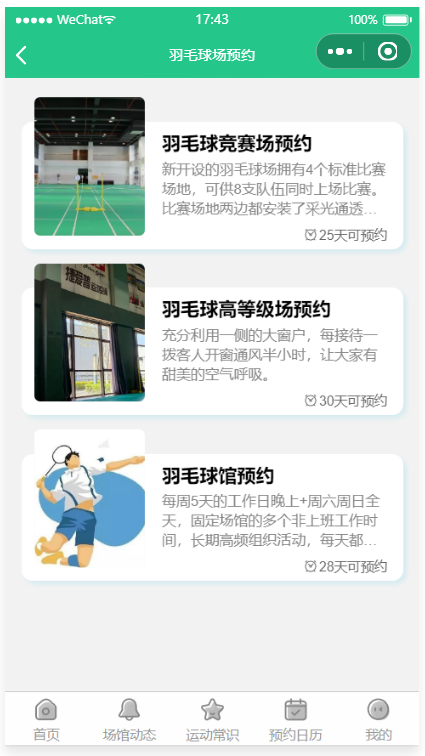 WeChat 17:43 100%
羽毛球场预约
羽毛球竞赛场预约
新开设的羽毛球场拥有4个标准比赛
场地，可供8支队伍同时上场比赛。
比赛场地两边都安装了采光通透...
25天可预约
羽毛球高等级场预约
充分利用一侧的大窗户，每接待一
拨客人开窗通风半小时，让大家有
甜美的空气呼吸。
30天可预约
羽毛球馆预约
每周5天的工作日晚上+周六周日全
天，固定场馆的多个非上班工作时
间，长期高频组织活动，每天都...
28天可预约
首页 场馆动态 运动常识 预约日历 我的